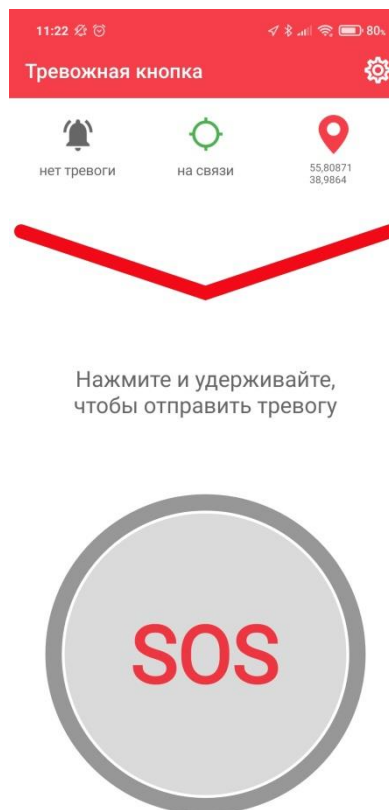 11:22 80%
Тревожная кнопка
нет тревоги
на связи
55,80871
38,9864
Нажмите и удерживайте,
чтобы отправить тревогу
SOS